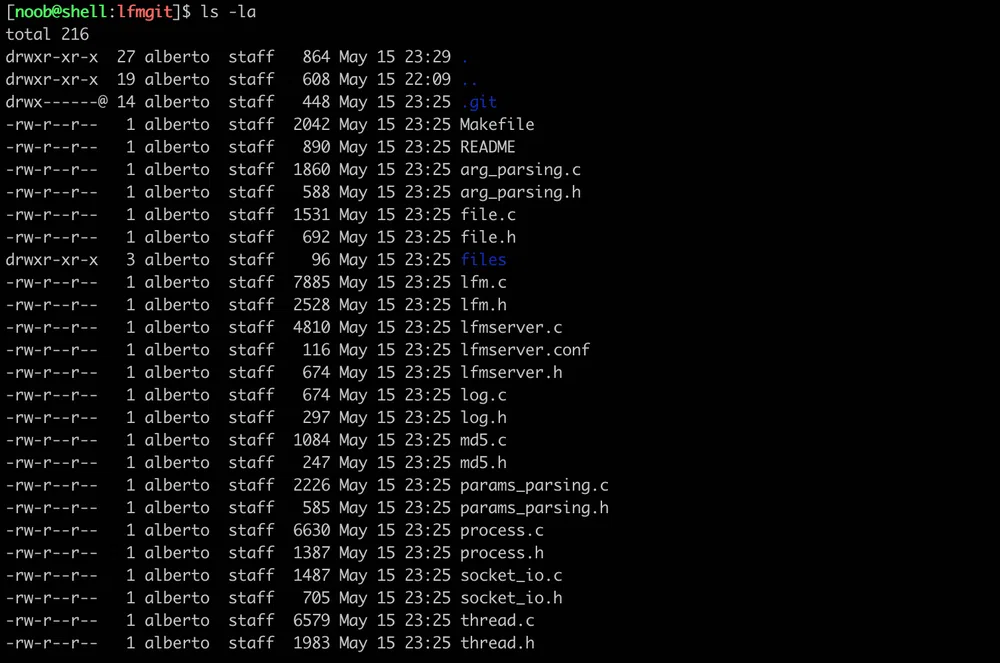 [noob@shell:lfmgit]$ ls -la
total 216
drwxr-xr-x  27 alberto  staff   864 May 15 23:29 .
drwxr-xr-x  19 alberto  staff   608 May 15 22:09 ..
drwx------@ 14 alberto  staff   448 May 15 23:25 .git
-rw-r--r--   1 alberto  staff  2042 May 15 23:25 Makefile
-rw-r--r--   1 alberto  staff   890 May 15 23:25 README
-rw-r--r--   1 alberto  staff  1860 May 15 23:25 arg_parsing.c
-rw-r--r--   1 alberto  staff   588 May 15 23:25 arg_parsing.h
-rw-r--r--   1 alberto  staff  1531 May 15 23:25 file.c
-rw-r--r--   1 alberto  staff   692 May 15 23:25 file.h
drwxr-xr-x   3 alberto  staff    96 May 15 23:25 files
-rw-r--r--   1 alberto  staff  7885 May 15 23:25 lfm.c
-rw-r--r--   1 alberto  staff  2528 May 15 23:25 lfm.h
-rw-r--r--   1 alberto  staff  4810 May 15 23:25 lfmserver.c
-rw-r--r--   1 alberto  staff   116 May 15 23:25 lfmserver.conf
-rw-r--r--   1 alberto  staff   674 May 15 23:25 lfmserver.h
-rw-r--r--   1 alberto  staff   674 May 15 23:25 log.c
-rw-r--r--   1 alberto  staff   297 May 15 23:25 log.h
-rw-r--r--   1 alberto  staff  1084 May 15 23:25 md5.c
-rw-r--r--   1 alberto  staff   247 May 15 23:25 md5.h
-rw-r--r--   1 alberto  staff  2226 May 15 23:25 params_parsing.c
-rw-r--r--   1 alberto  staff   585 May 15 23:25 params_parsing.h
-rw-r--r--   1 alberto  staff  6630 May 15 23:25 process.c
-rw-r--r--   1 alberto  staff  1387 May 15 23:25 process.h
-rw-r--r--   1 alberto  staff  1487 May 15 23:25 socket_io.c
-rw-r--r--   1 alberto  staff   705 May 15 23:25 socket_io.h
-rw-r--r--   1 alberto  staff  6579 May 15 23:25 thread.c
-rw-r--r--   1 alberto  staff  1983 May 15 23:25 thread.h